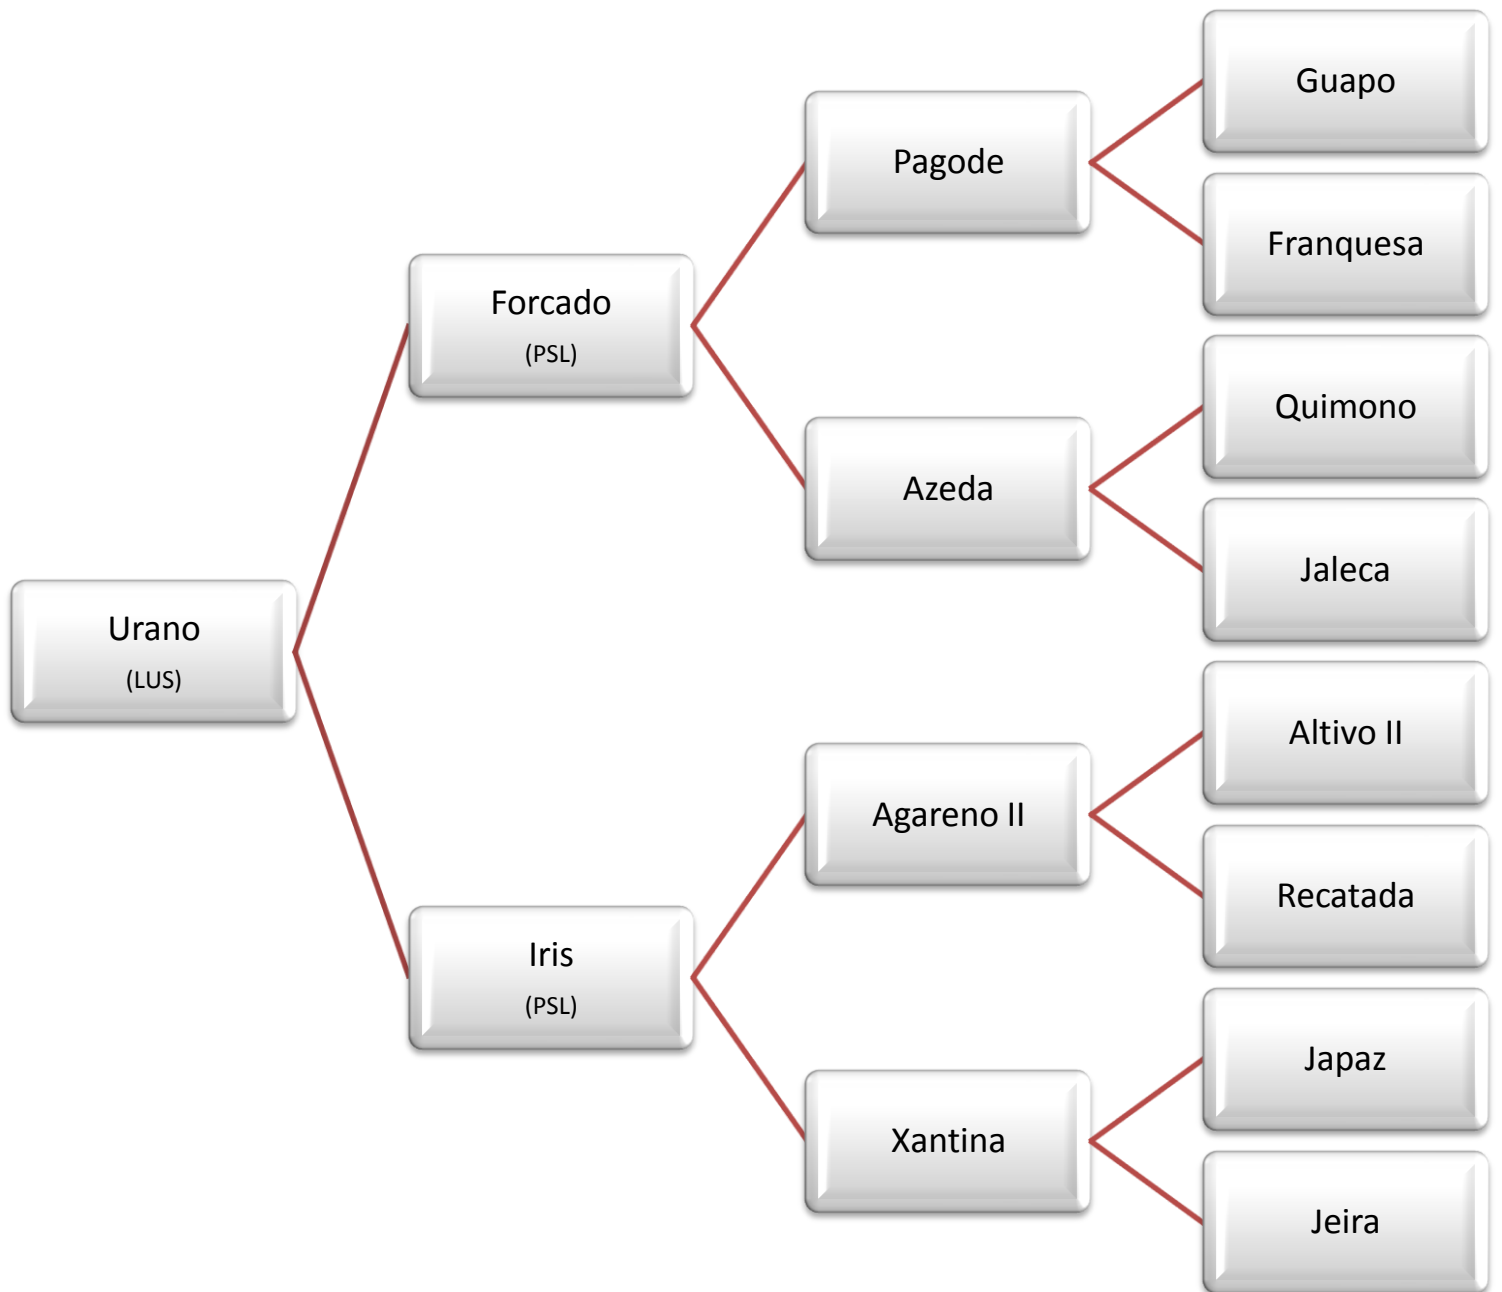 Urano
(LUS)
Forcado
(PSL)
Iris
(PSL)
Pagode
Azeda
Agareno II
Xantina
Guapo
Franquesa
Quimono
Jaleca
Altivo II
Recatada
Japaz
Jeira